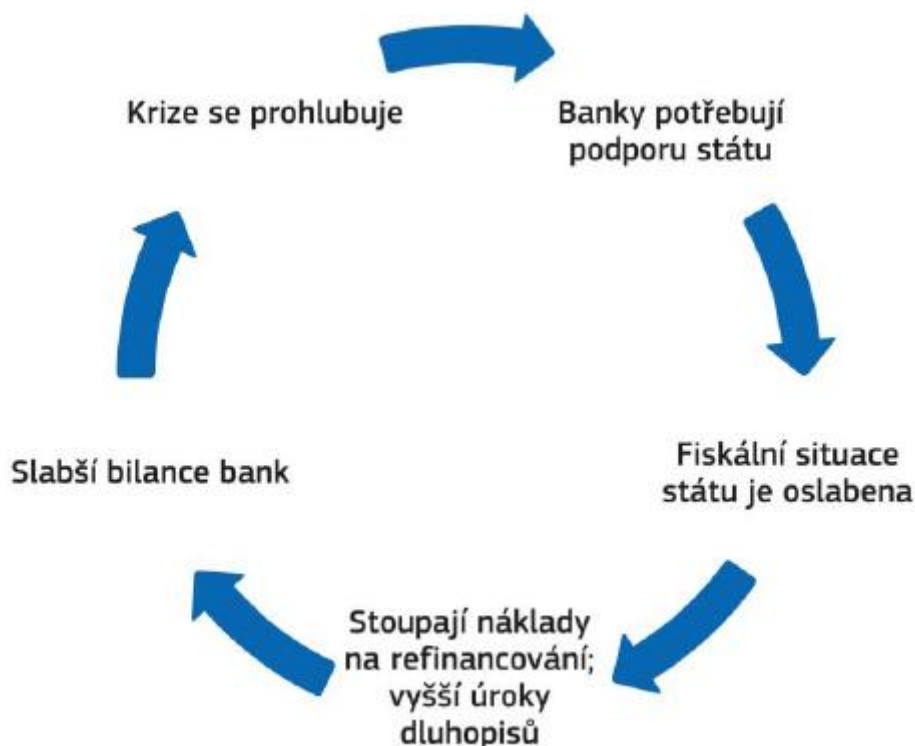 Krize se prohlubuje
Banky potřebují
podporu státu
Fiskální situace
státu je oslabena
Stoupají náklady
na refinancování;
vyšší úroky
dluhopisů
Slabší bilance bank